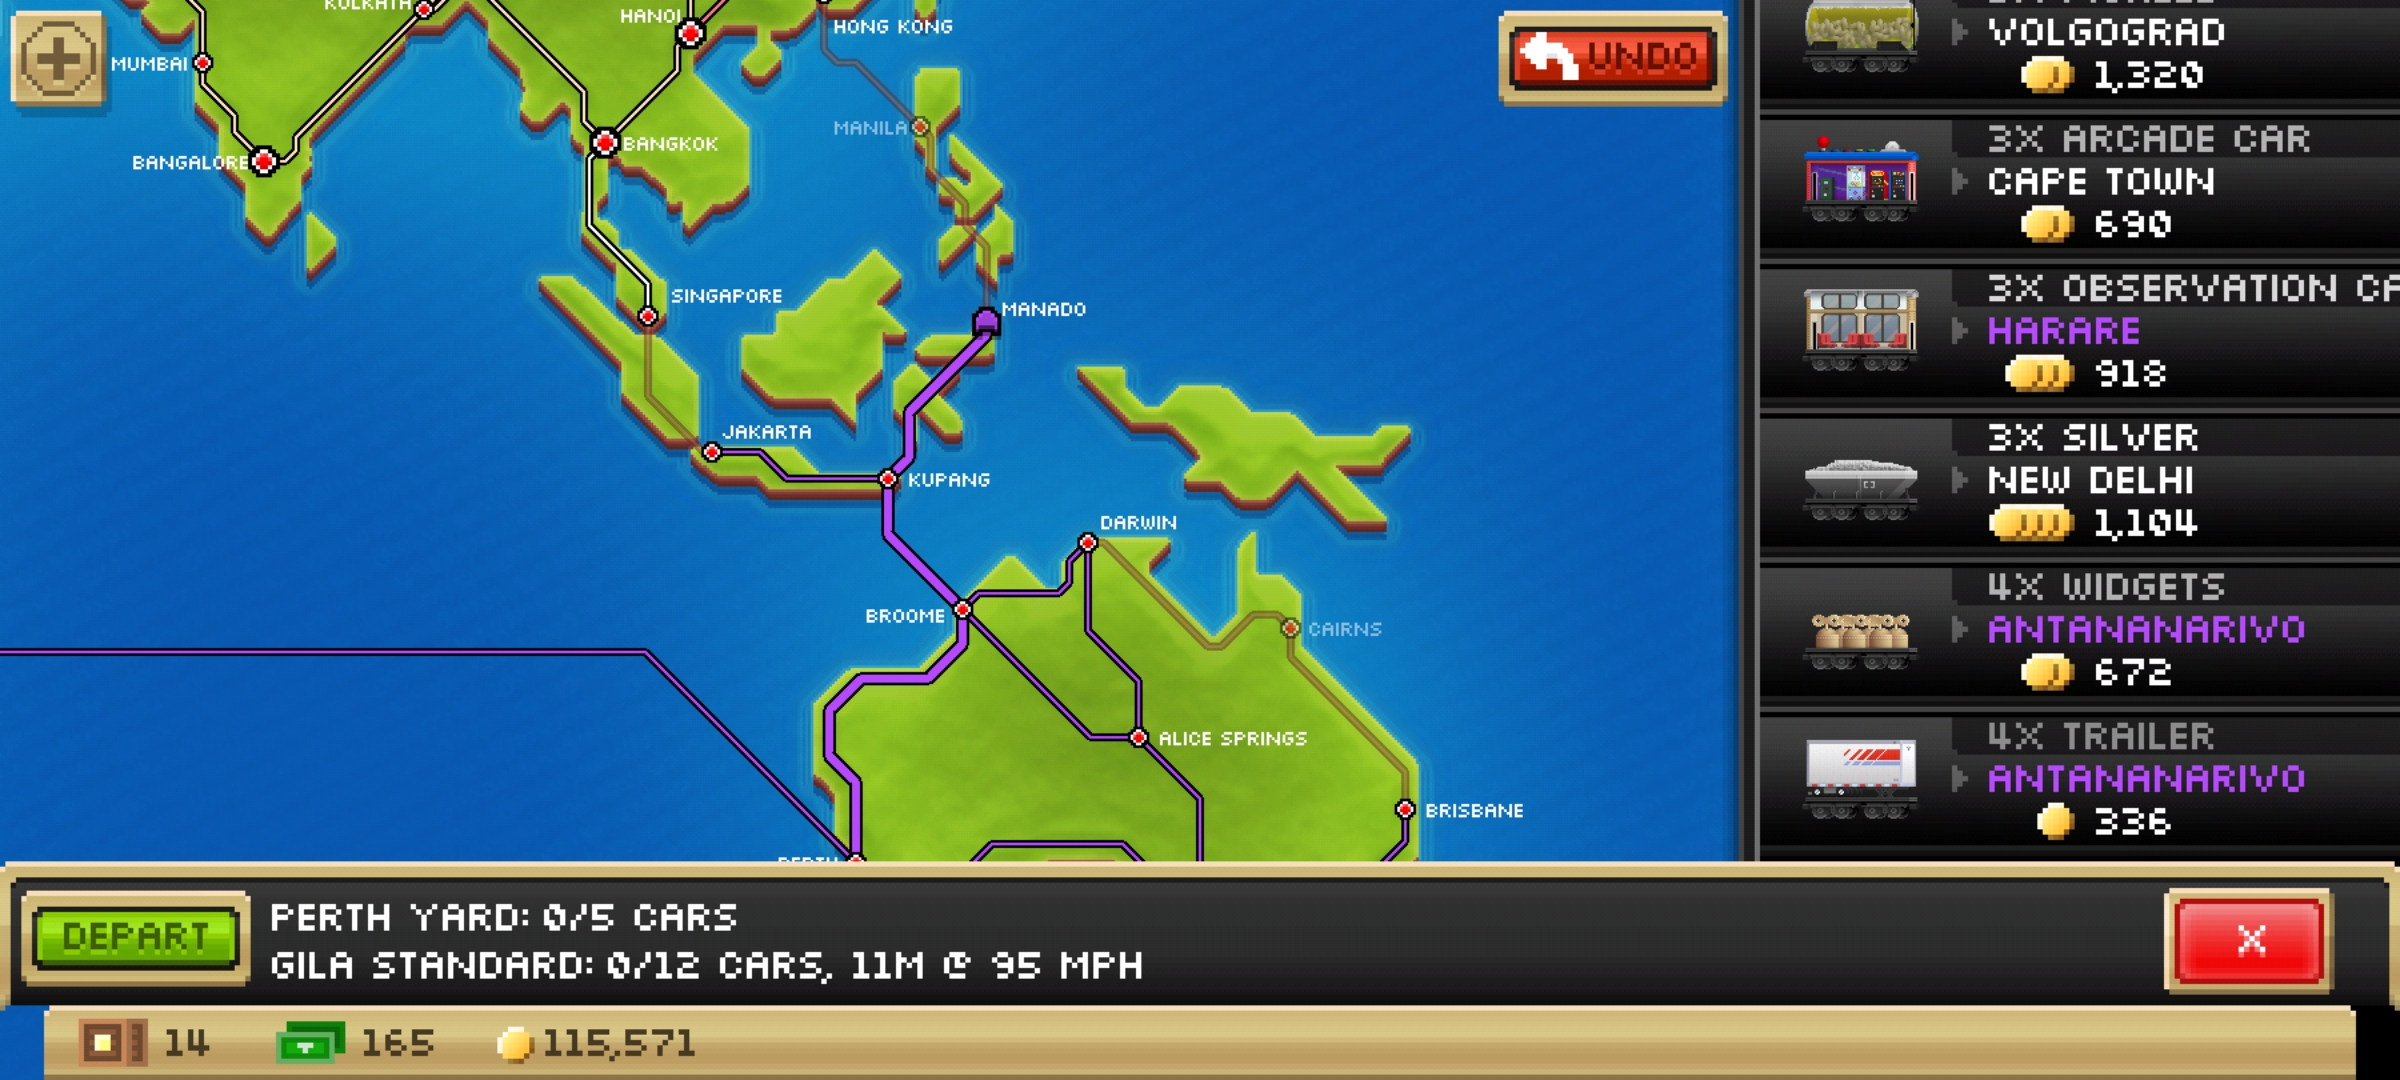 KOLKATA
HANOI
HONG KONG
MUMBAI
MANILA
BANGKOK
BANGALORE
SINGAPORE
MANADO
JAKARTA
KUPANG
DARWIN
BROOME
CAIRNS
ALICE SPRINGS
BRISBANE
PERTH
UNDO
VOLGOGRAD
1,320
3X ARCADE CAR
CAPE TOWN
690
3X OBSERVATION CA
HARARE
918
3X SILVER
NEW DELHI
1,104
4X WIDGETS
ANTANANARIVO
672
4X TRAILER
ANTANANARIVO
336
DEPART
PERTH YARD: 0/5 CARS
GILA STANDARD: 0/12 CARS, 11M @ 95 MPH
X
14
165
115,571